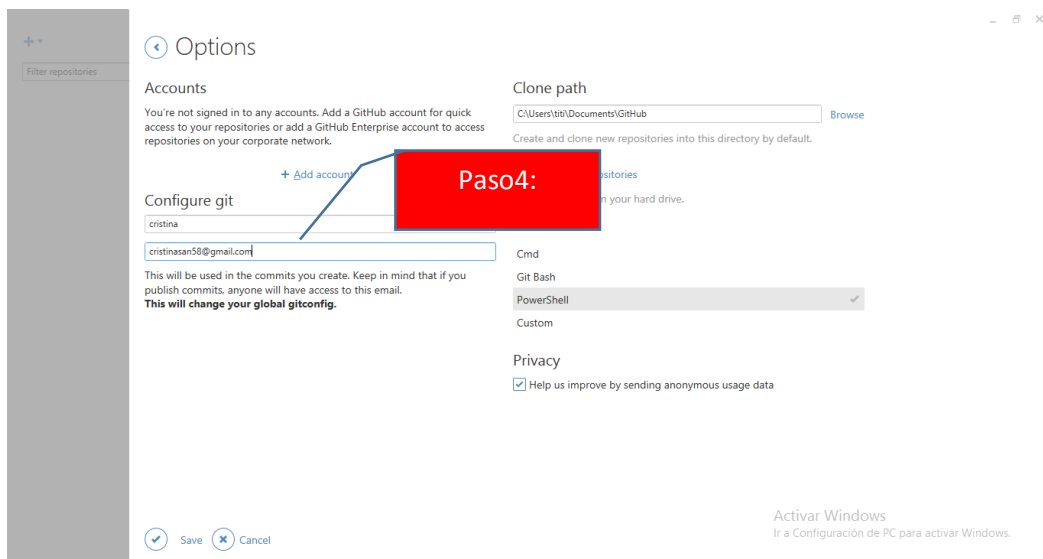 Options
Filter repositories
Accounts
You're not signed in to any accounts. Add a GitHub account for quick
access to your repositories or add a GitHub Enterprise account to access
repositories on your corporate network.
+ Add account
Configure git
cristina
cristinasan58@gmail.com
This will be used in the commits you create. Keep in mind that if you
publish commits, anyone will have access to this email.
This will change your global gitconfig.
Clone path
C:\Users\titi\Documents\GitHub
Browse
Create and clone new repositories into this directory by default.
Paso4:
n your hard drive.
Cmd
Git Bash
PowerShell
Custom
Privacy
Help us improve by sending anonymous usage data
Save
Cancel
Activar Windows
Ir a Configuración de PC para activar Windows.